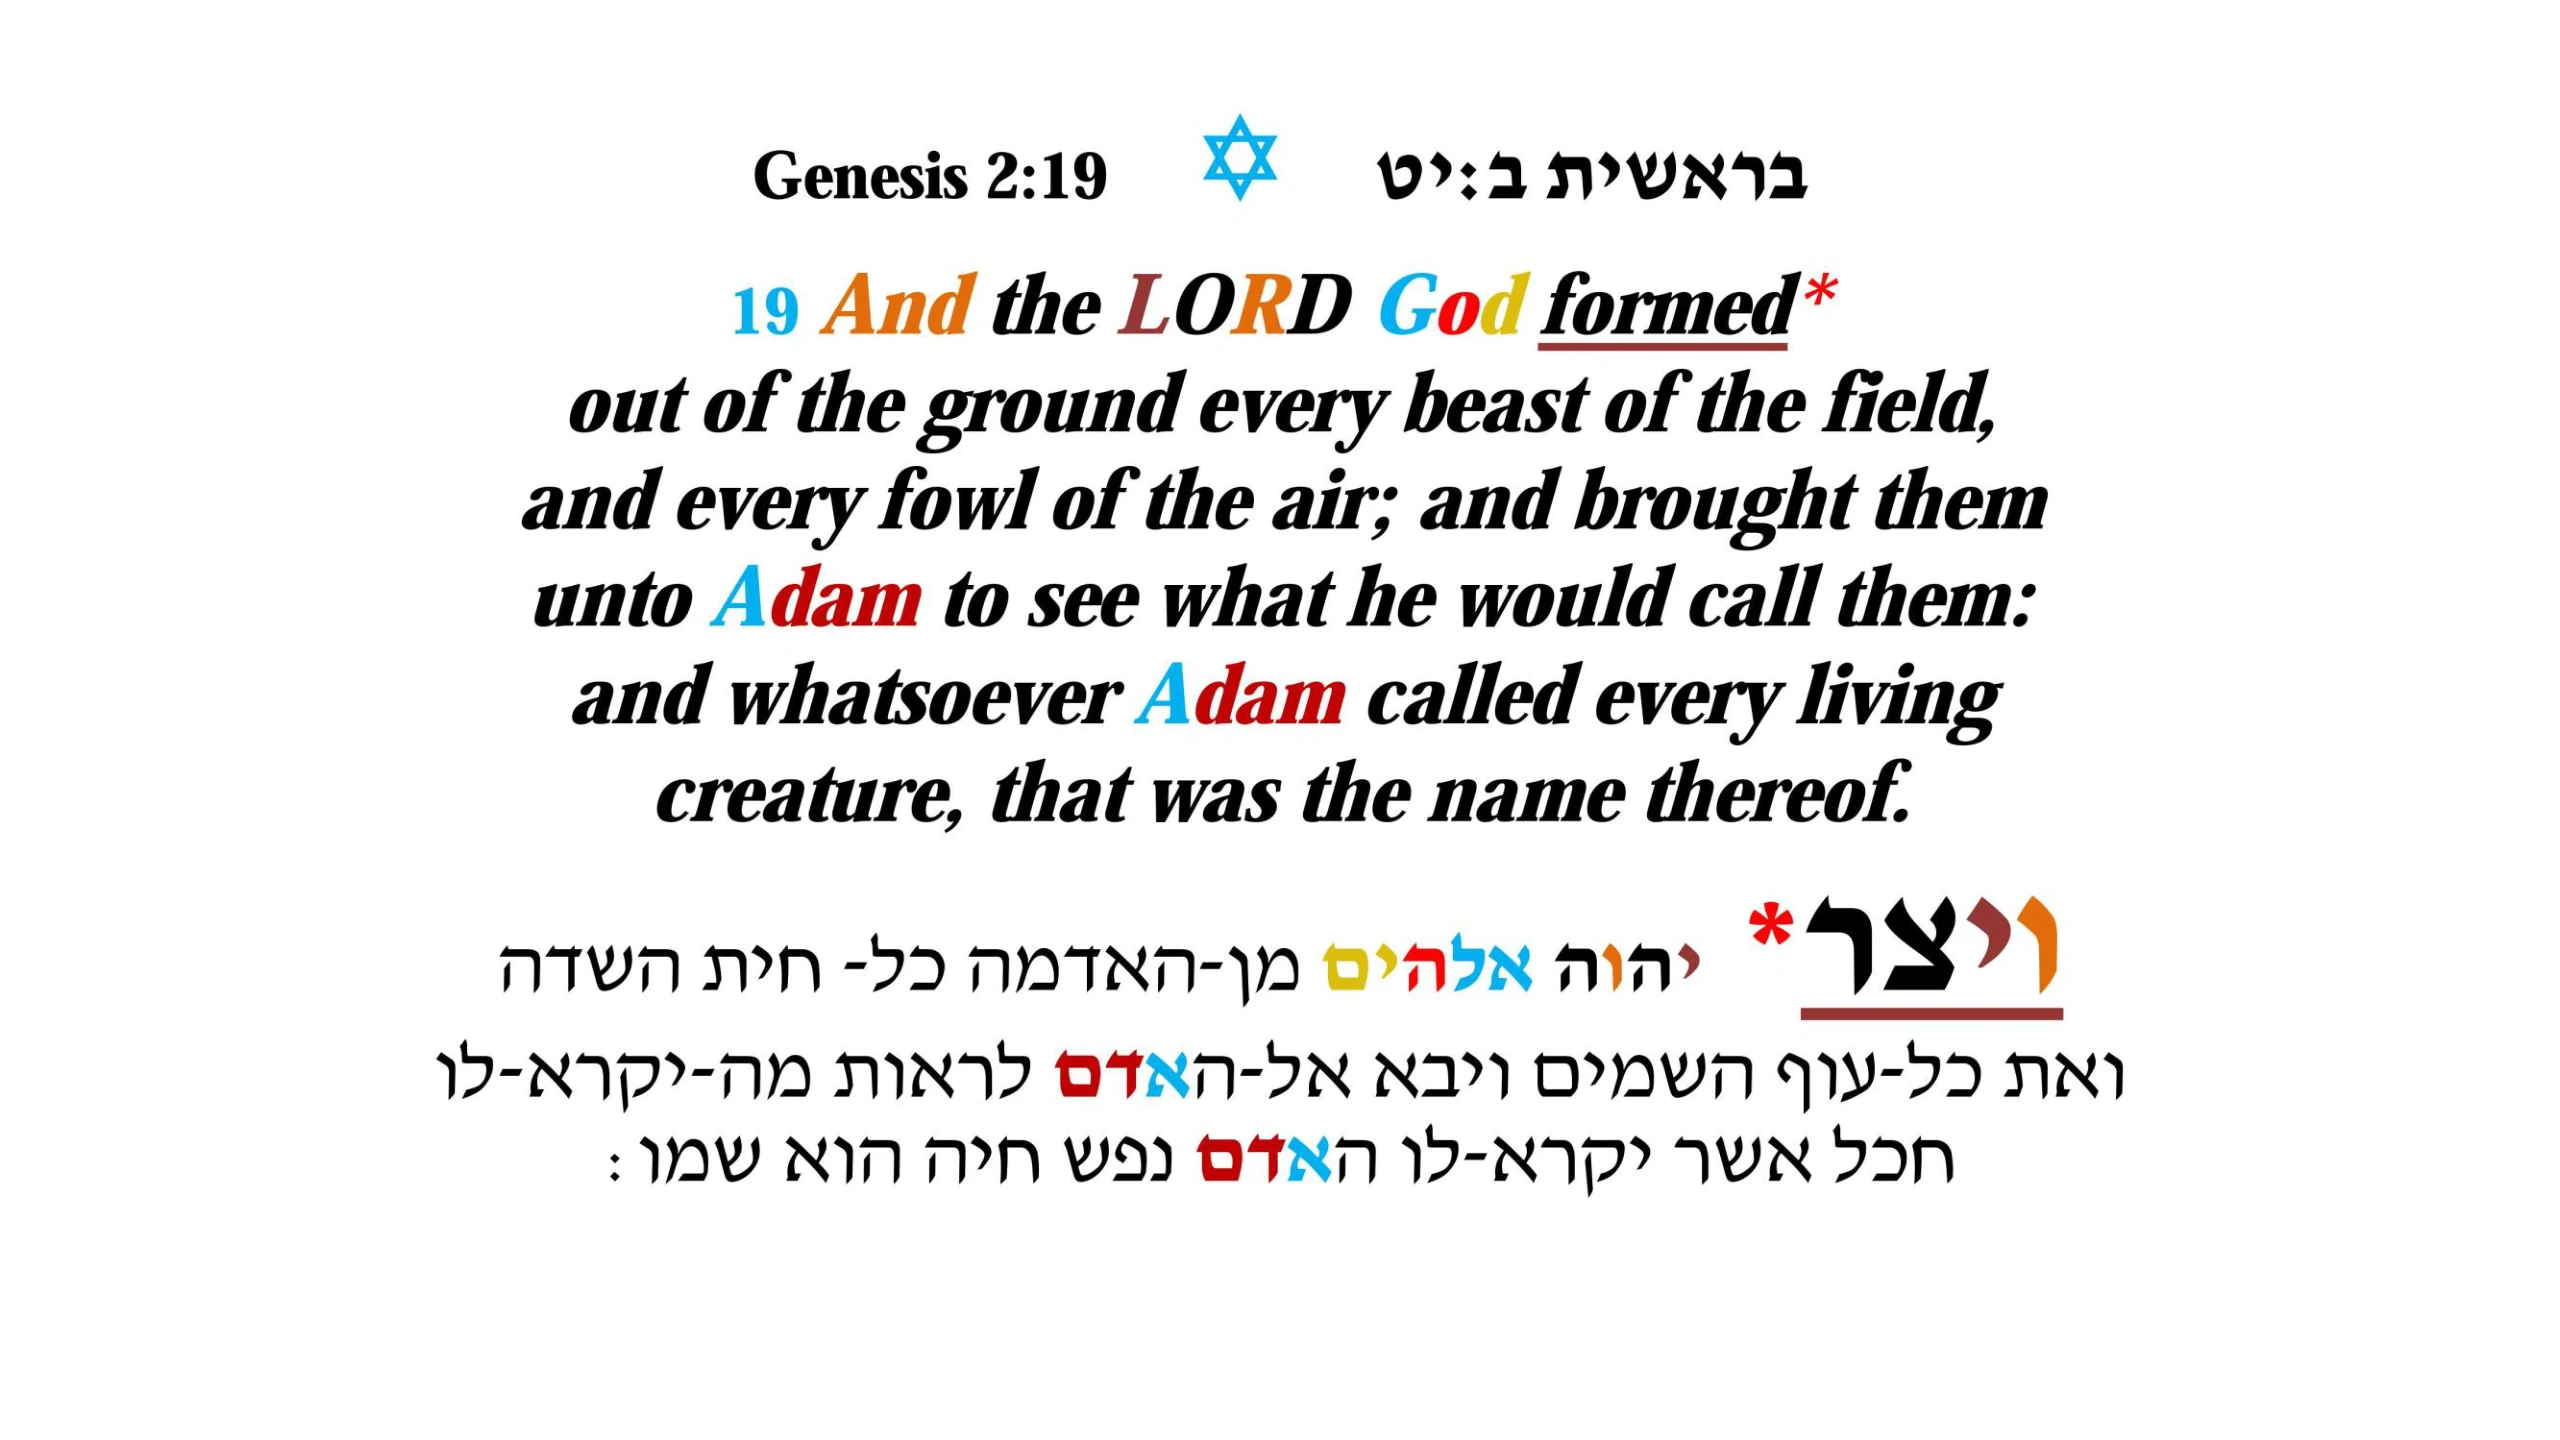 Genesis 2:19 ✡ בראשית ב:יט
19 And the LORD God formed*
out of the ground every beast of the field,
and every fowl of the air; and brought them
unto Adam to see what he would call them:
and whatsoever Adam called every living
creature, that was the name thereof.
ויצר* יהוה אלהים מן-האדמה כל- חית השדה
ואת כל-עוף השמים ויבא אל-האדם לראות מה-יקרא-לו
חכל אשר יקרא-לו האדם נפש חיה הוא שמו: